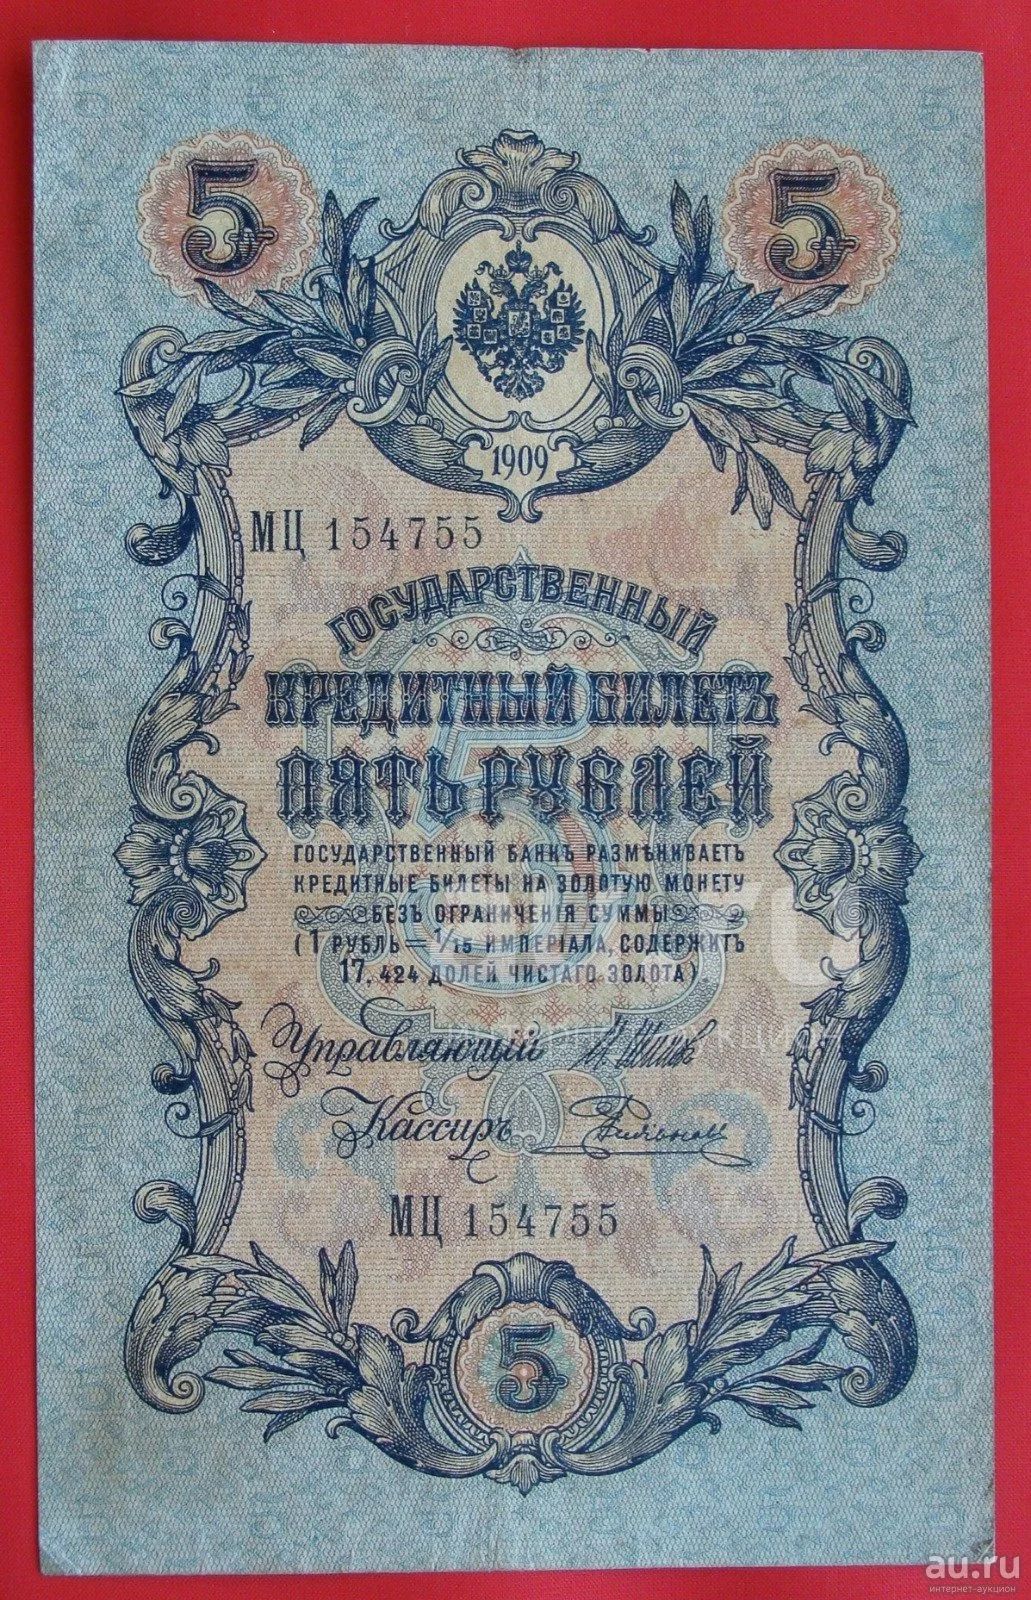 5 5
1909
МЦ 154755
ГОСУДАРСТВЕННЫЙ
КРЕДИТНЫЙ БИЛЕТЪ
ПЯТЬ РУБЛЕЙ
ГОСУДАРСТВЕННЫЙ БАНКЪ РАЗМѢНИВАЕТЪ
КРЕДИТНЫЕ БИЛЕТЫ НА ЗОЛОТУЮ МОНЕТУ
БЕЗЪ ОГРАНИЧЕНІЯ СУММЫ
(1 РУБЛЬ = 1/15 ИМПЕРІАЛА, СОДЕРЖИТЪ
17,424 ДОЛЕЙ ЧИСТАГО ЗОЛОТА).
Управляющій
Кассиръ
МЦ 154755
5
au.ru
интернет-аукцион